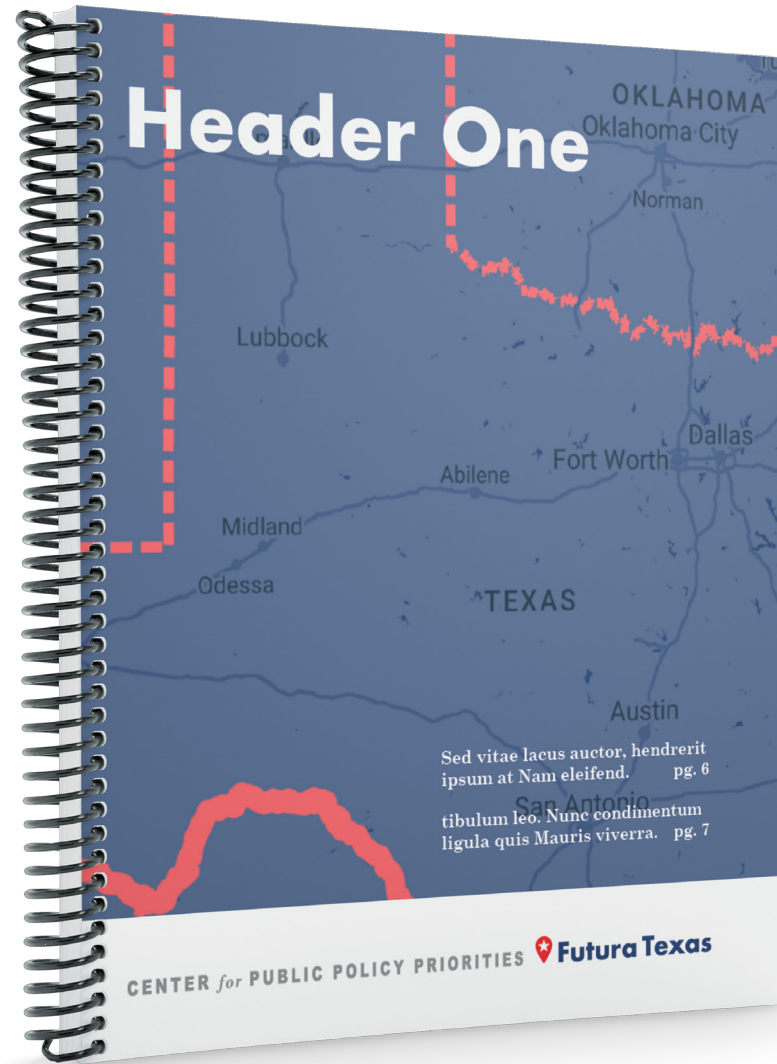 Header One
OKLAHOMA
Oklahoma City
Norman
Lubbock
Dallas
Fort Worth
Abilene
Midland
Odessa
TEXAS
Austin
Sed vitae lacus auctor, hendrerit
ipsum at Nam eleifend. pg. 6
San Antonio
tibulum leo. Nunc condimentum
ligula quis Mauris viverra. pg. 7
CENTER for PUBLIC POLICY PRIORITIES Futura Texas